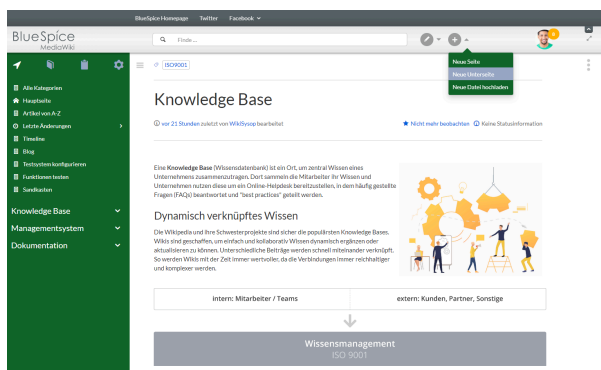 BlueSpice Homepage Twitter Facebook
BlueSpice
MediaWiki
Finde ...
Neue Seite
Neue Unterseite
Neue Datei hochladen
ISO9001
Alle Kategorien
Hauptseite
Artikel von A-Z
Letzte Änderungen
Timeline
Blog
Testsystem konfigurieren
Funktionen testen
Sandkasten
Knowledge Base
Managementsystem
Dokumentation
Knowledge Base
vor 21 Stunden zuletzt von WikiSysop bearbeitet
Nicht mehr beobachten Keine Statusinformation
Eine Knowledge Base (Wissensdatenbank) ist ein Ort, um zentral Wissen eines
Unternehmens zusammenzutragen. Dort sammeln die Mitarbeiter ihr Wissen und
Unternehmen nutzen diese um ein Online-Helpdesk bereitzustellen, in dem häufig gestellte
Fragen (FAQs) beantwortet und "best practices" geteilt werden.
Dynamisch verknüpftes Wissen
Die Wikipedia und ihre Schwesterprojekte sind sicher die populärsten Knowledge Bases.
Wikis sind geschaffen, um einfach und kollaborativ Wissen dynamisch ergänzen oder
aktualisieren zu können. Unterschiedliche Beiträge werden schnell miteinander verknüpft.
So werden Wikis mit der Zeit immer wertvoller, da die Verbindungen immer reichhaltiger
und komplexer werden.
intern: Mitarbeiter / Teams
extern: Kunden, Partner, Sonstige
Wissensmanagement
ISO 9001